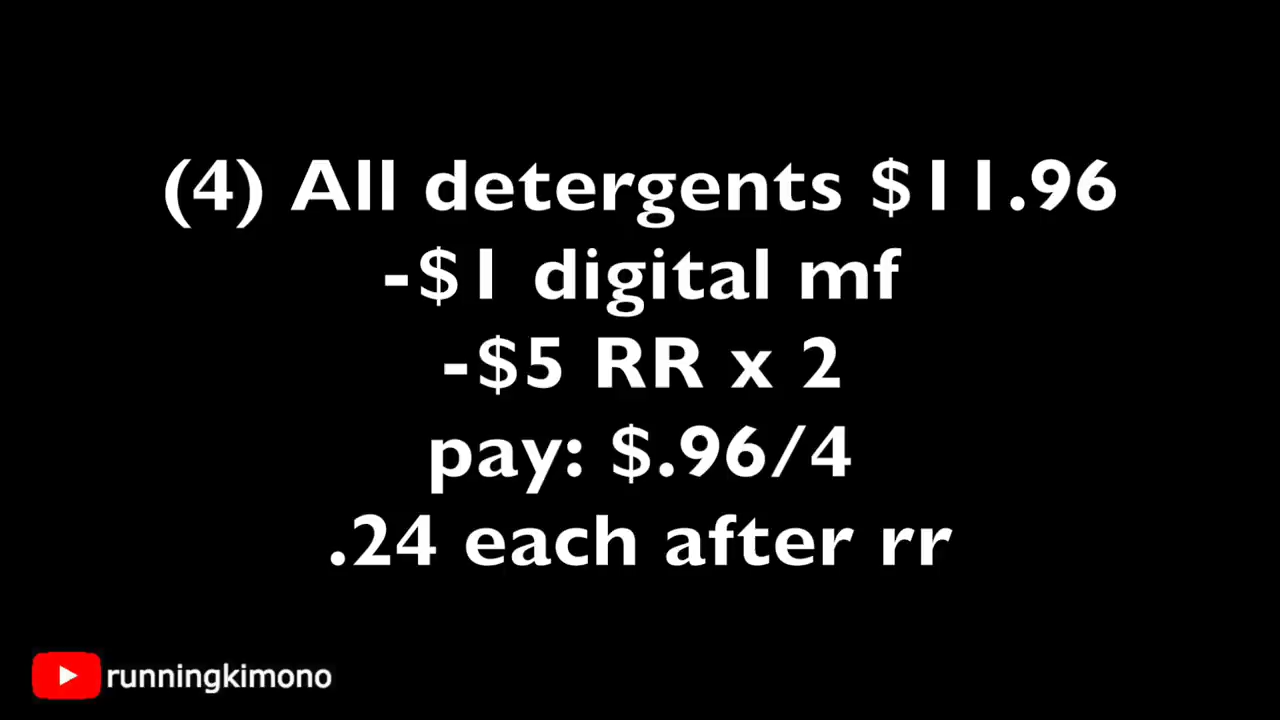 (4) All detergents $11.96
-$1 digital mf
-$5 RR x 2
pay: $.96/4
.24 each after rr
runningkimono